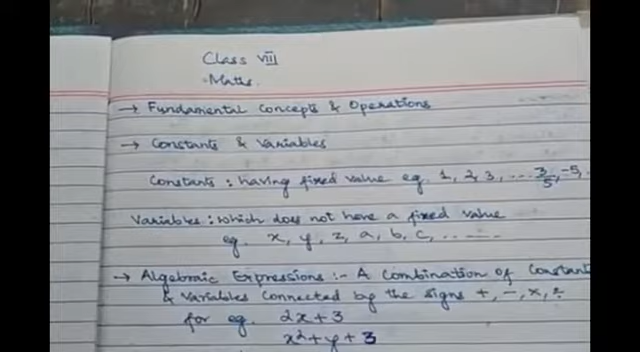 Class VIII
Maths.
→ Fundamental Concepts & Operations
→ Constants & Variables
Constants : having fixed value eg. 1, 2, 3, ... 3/5, -5,
Variables : which does not have a fixed value
eg. x, y, z, a, b, c, ......
→ Algebraic Expressions :- A Combination of Constant
& Variables Connected by the signs +, -, x, ÷
for eg. 2x + 3
x² + y + 3